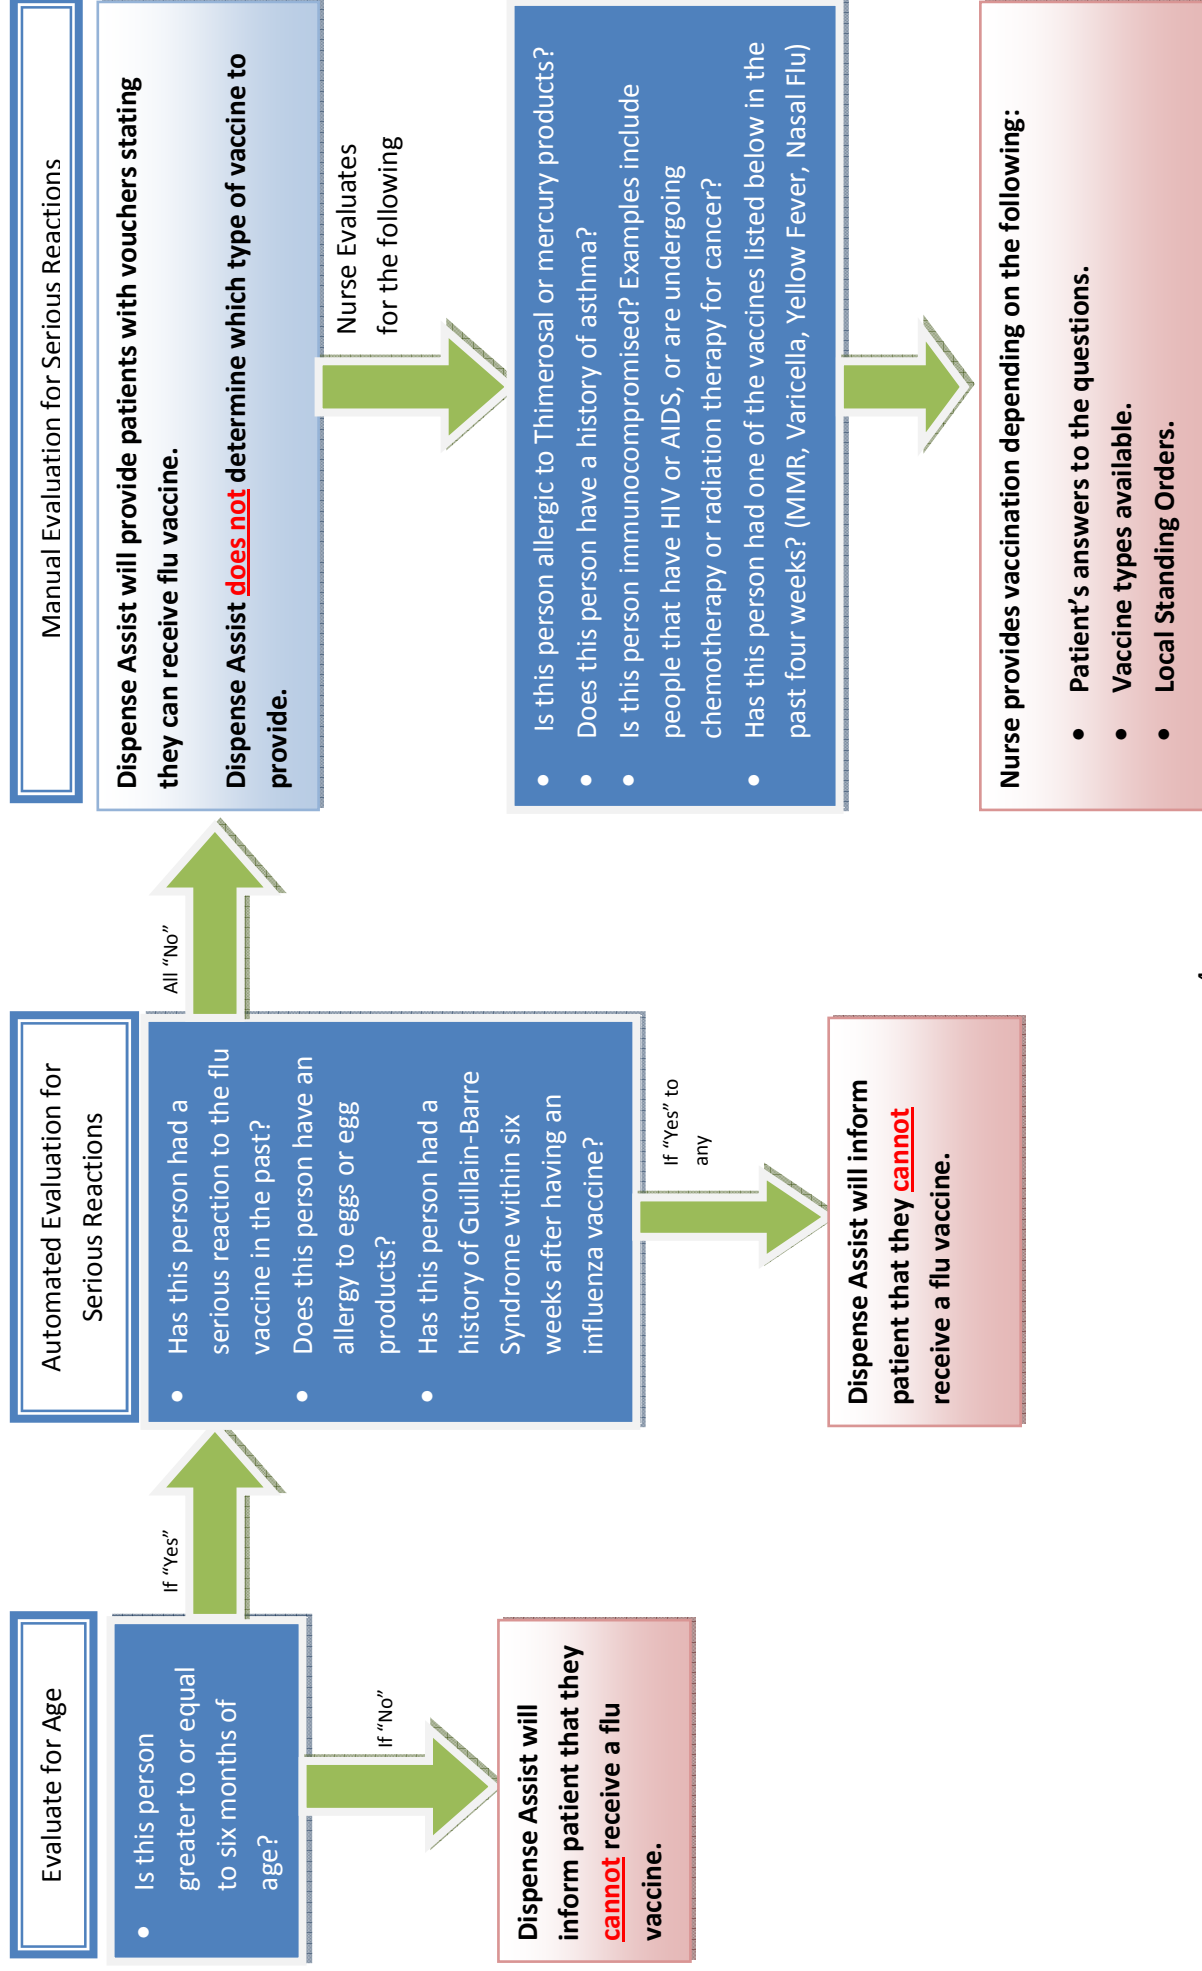 Evaluate for Age
• Is this person
greater to or equal
to six months of
age?
If “Yes”
If “No”
Dispense Assist will
inform patient that they
cannot receive a flu
vaccine.
Automated Evaluation for
Serious Reactions
• Has this person had a
serious reaction to the flu
vaccine in the past?
• Does this person have an
allergy to eggs or egg
products?
• Has this person had a
history of Guillain-Barre
Syndrome within six
weeks after having an
influenza vaccine?
All “No”
If “Yes” to
any
Dispense Assist will inform
patient that they cannot
receive a flu vaccine.
Manual Evaluation for Serious Reactions
Dispense Assist will provide patients with vouchers stating
they can receive flu vaccine.
Dispense Assist does not determine which type of vaccine to
provide.
Nurse Evaluates
for the following
• Is this person allergic to Thimerosal or mercury products?
• Does this person have a history of asthma?
• Is this person immunocompromised? Examples include
people that have HIV or AIDS, or are undergoing
chemotherapy or radiation therapy for cancer?
• Has this person had one of the vaccines listed below in the
past four weeks? (MMR, Varicella, Yellow Fever, Nasal Flu)
Nurse provides vaccination depending on the following:
• Patient’s answers to the questions.
• Vaccine types available.
• Local Standing Orders.